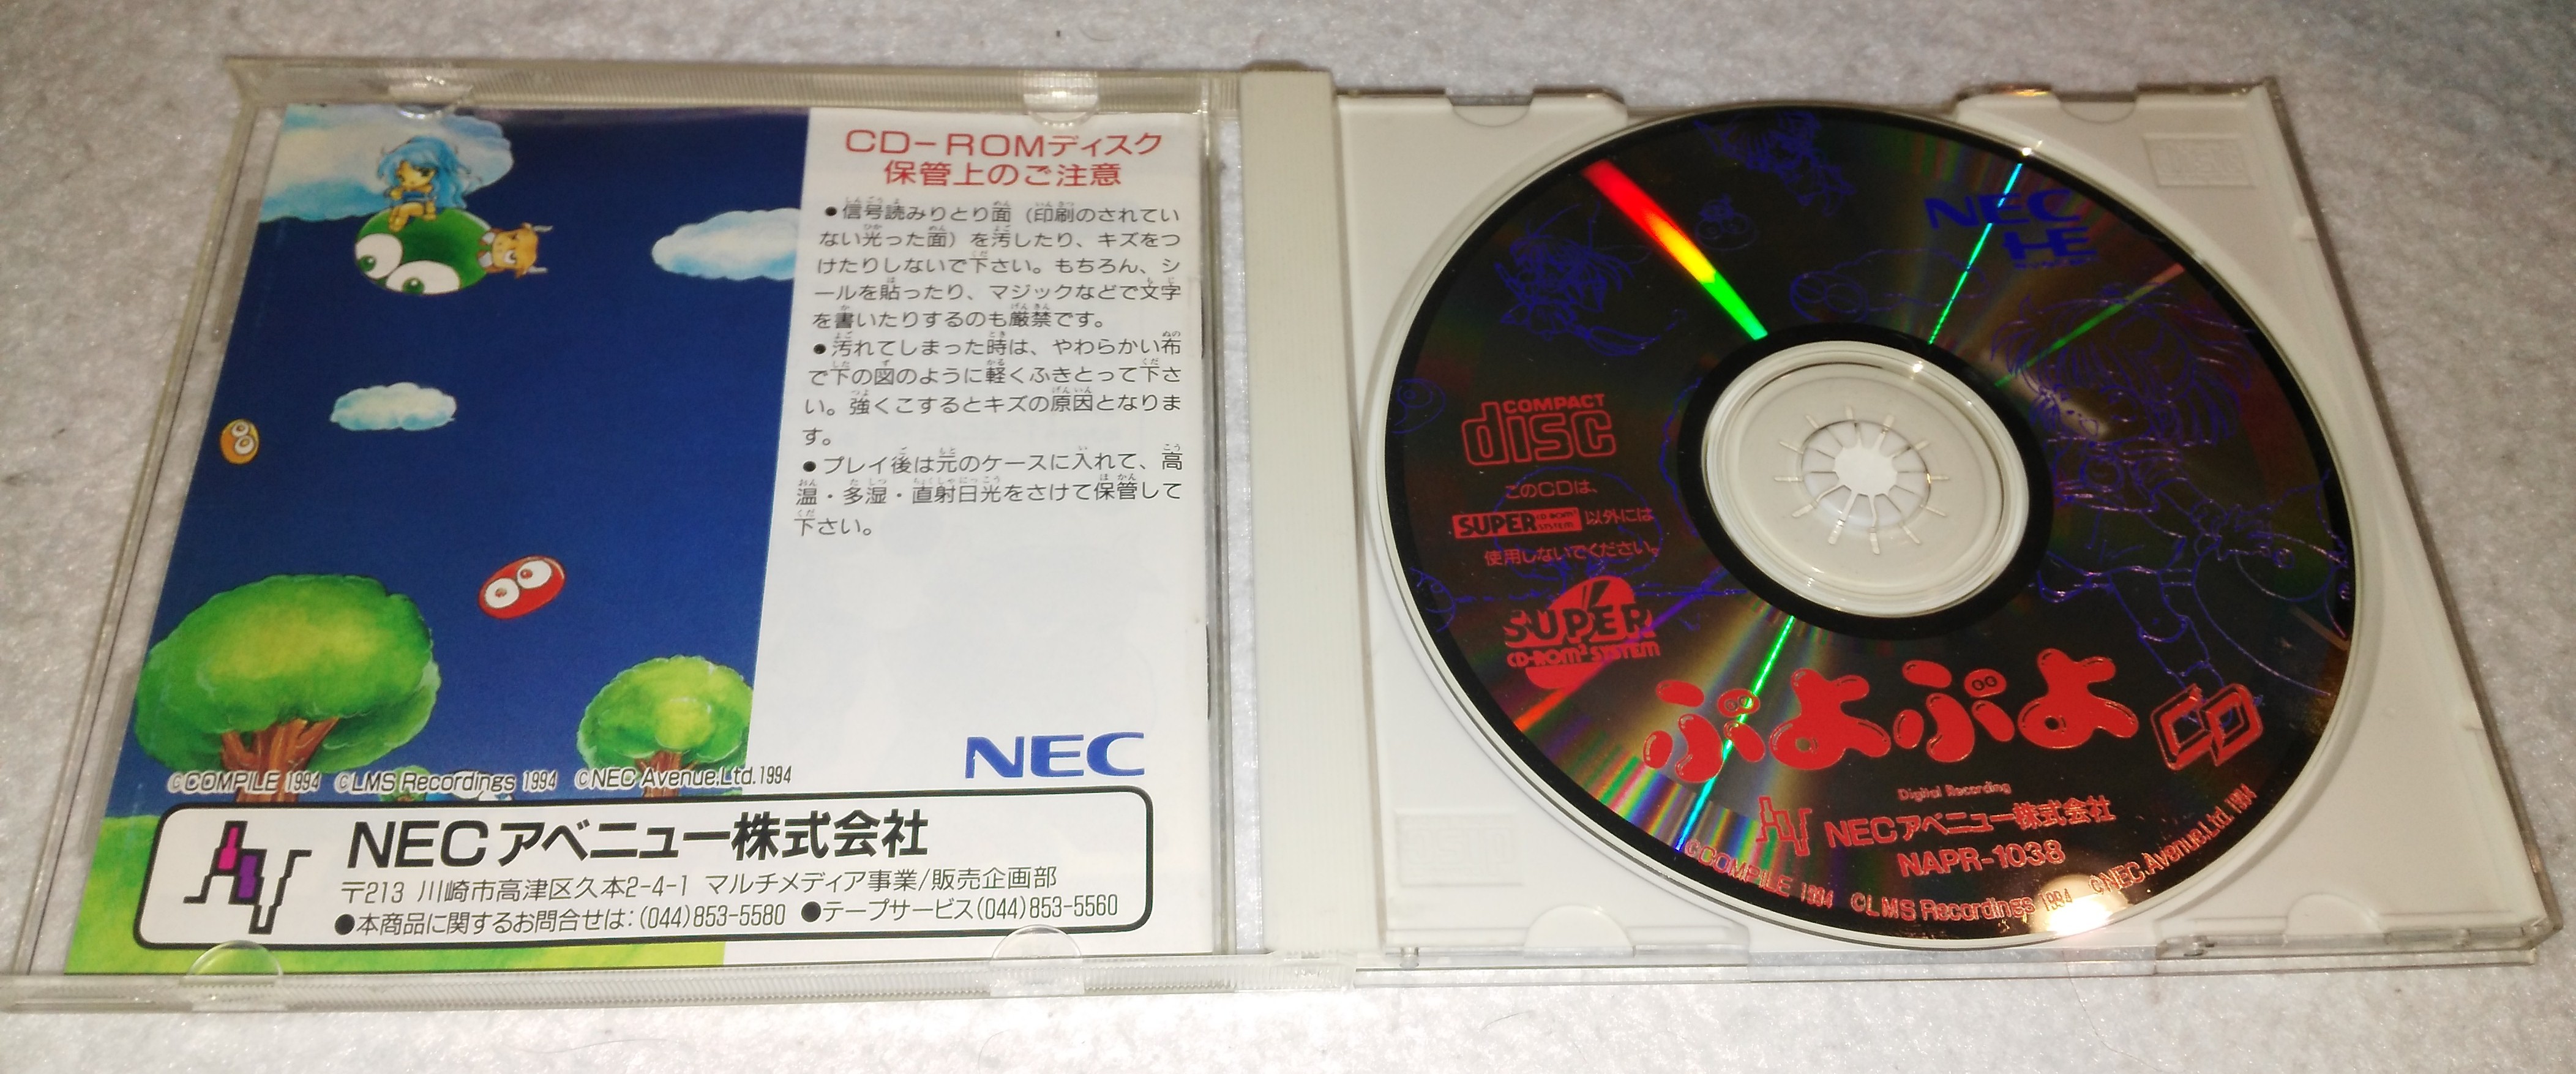 CD-ROMディスク
保管上のご注意
●信号読みりとり面（印刷のされてい
ない光った面）を汚したり、キズをつ
けたりしないで下さい。もちろん、シ
ールを貼ったり、マジックなどで文字
を書いたりするのも厳禁です。
●汚れてしまった時は、やわらかい布
で下の図のように軽くふきとって下さ
い。強くこするとキズの原因となりま
す。
●プレイ後は元のケースに入れて、高
温・多湿・直射日光をさけて保管して
下さい。
NEC
©COMPILE 1994 ©LMS Recordings 1994 ©NEC Avenue,Ltd.1994
NECアベニュー株式会社
〒213 川崎市高津区久本2-4-1 マルチメディア事業/販売企画部
●本商品に関するお問合せは:(044)853-5580 ●テープサービス(044)853-5560
NEC
HE
COMPACT
disc
このCDは、
SUPER CD-ROM² SYSTEM 以外には
使用しないでください。
SUPER
CD-ROM² SYSTEM
ぷよぷよ CD
Digital Recording
NECアベニュー株式会社
NAPR-1038
©COMPILE 1994 ©LMS Recordings 1994 ©NEC Avenue,Ltd.1994